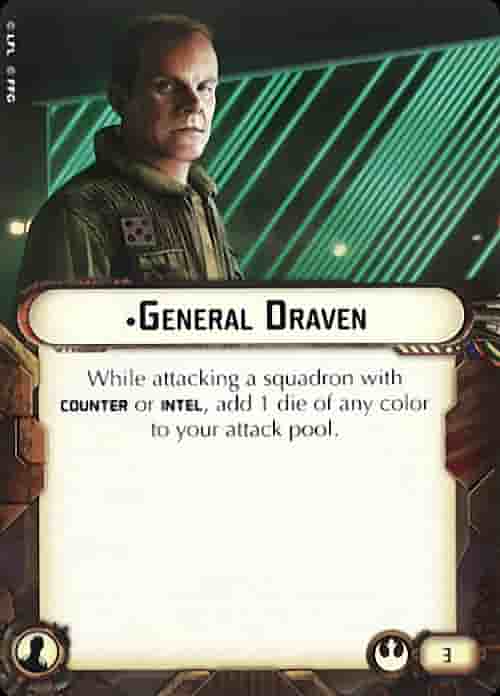 © LFL © FFG
•GENERAL DRAVEN
While attacking a squadron with
COUNTER or INTEL, add 1 die of any color
to your attack pool.
3